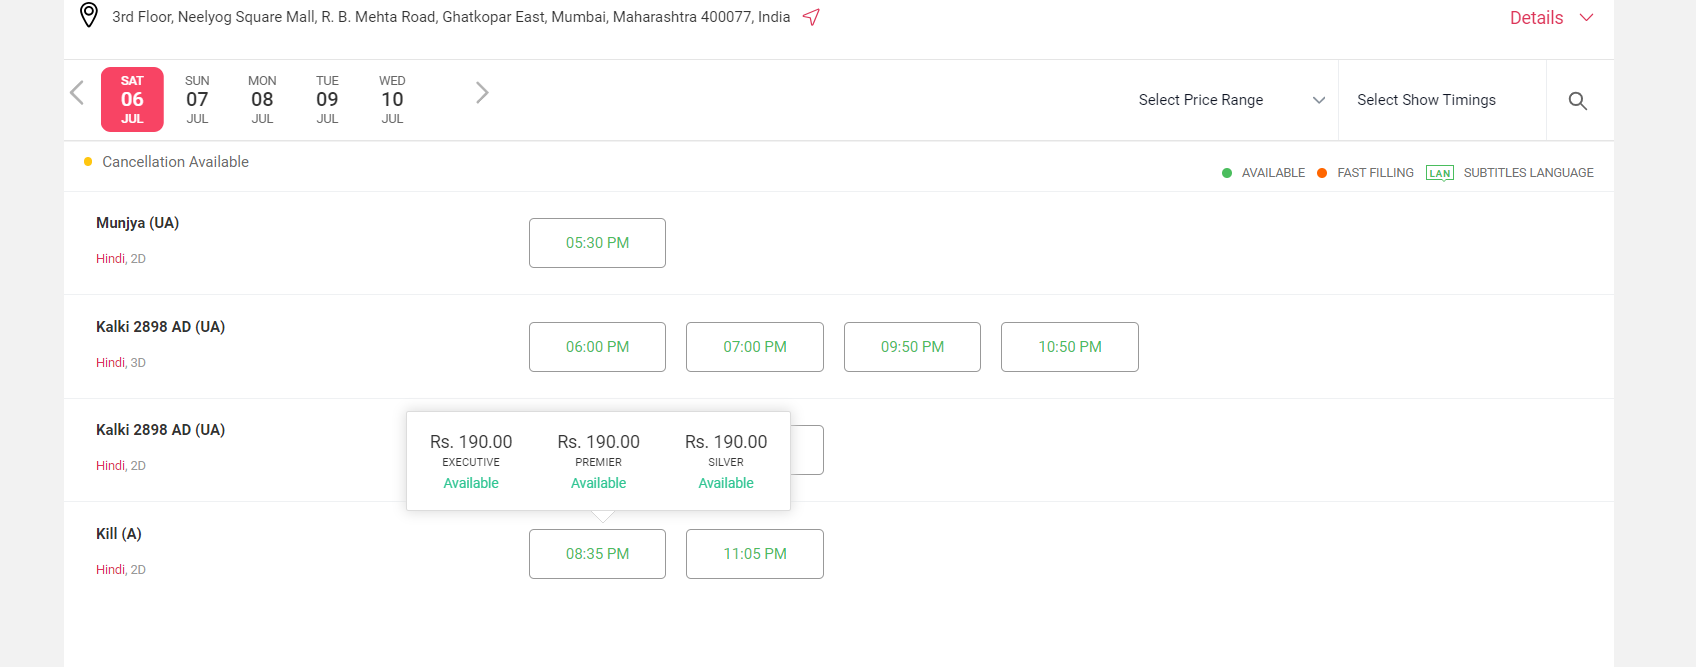 3rd Floor, Neelyog Square Mall, R. B. Mehta Road, Ghatkopar East, Mumbai, Maharashtra 400077, India
Details
SAT SUN MON TUE WED
06 07 08 09 10
JUL JUL JUL JUL JUL
Select Price Range Select Show Timings
Cancellation Available
AVAILABLE FAST FILLING LAN SUBTITLES LANGUAGE
Munjya (UA)
Hindi, 2D
05:30 PM
Kalki 2898 AD (UA)
Hindi, 3D
06:00 PM 07:00 PM 09:50 PM 10:50 PM
Kalki 2898 AD (UA)
Hindi, 2D
Rs. 190.00 Rs. 190.00 Rs. 190.00
EXECUTIVE PREMIER SILVER
Available Available Available
Kill (A)
Hindi, 2D
08:35 PM 11:05 PM